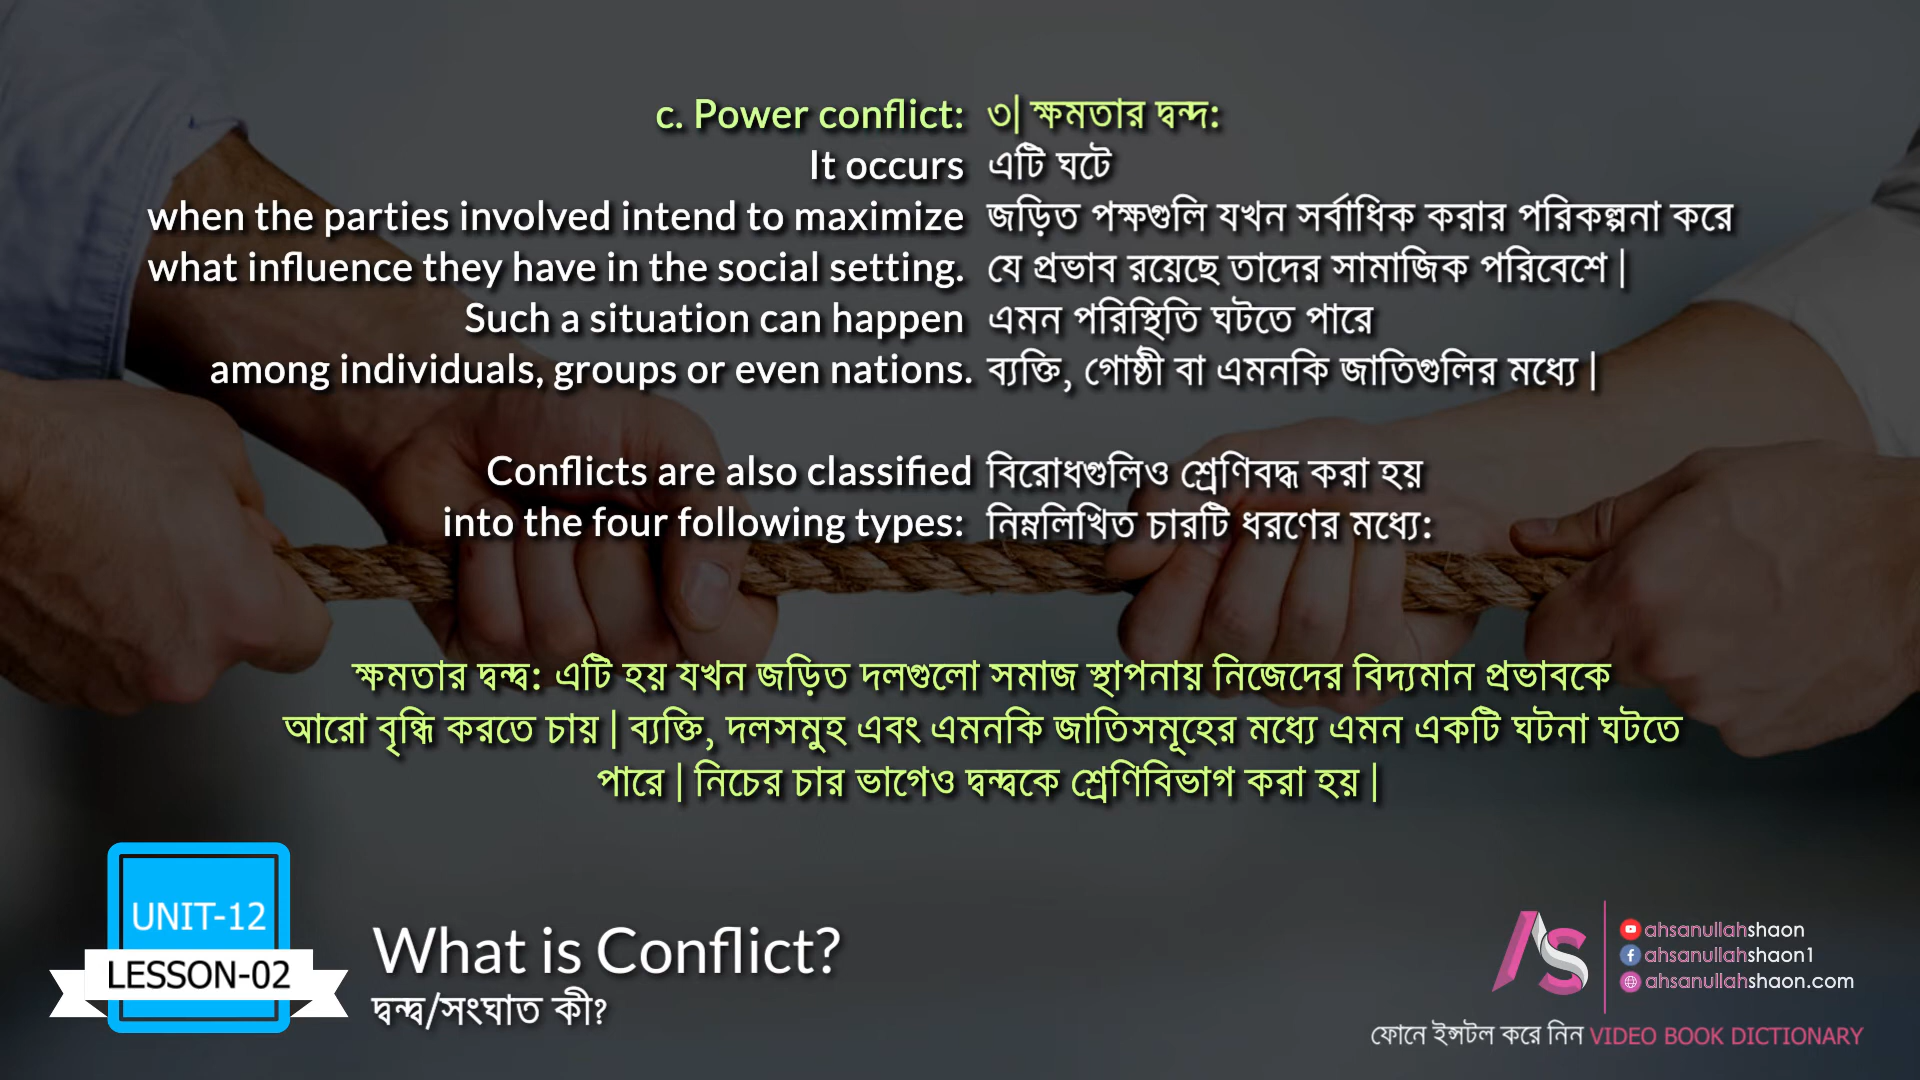 c. Power conflict: ৩| ক্ষমতার দ্বন্দ:
It occurs এটি ঘটে
when the parties involved intend to maximize জড়িত পক্ষগুলি যখন সর্বাধিক করার পরিকল্পনা করে
what influence they have in the social setting. যে প্রভাব রয়েছে তাদের সামাজিক পরিবেশে |
Such a situation can happen এমন পরিস্থিতি ঘটতে পারে
among individuals, groups or even nations. ব্যক্তি, গোষ্ঠী বা এমনকি জাতিগুলির মধ্যে |
Conflicts are also classified বিরোধগুলিও শ্রেণিবদ্ধ করা হয়
into the four following types: নিম্নলিখিত চারটি ধরণের মধ্যে:
ক্ষমতার দ্বন্দ্ব: এটি হয় যখন জড়িত দলগুলো সমাজ স্থাপনায় নিজেদের বিদ্যমান প্রভাবকে
আরো বৃদ্ধি করতে চায় | ব্যক্তি, দলসমুহ এবং এমনকি জাতিসমূহের মধ্যে এমন একটি ঘটনা ঘটতে
পারে | নিচের চার ভাগেও দ্বন্দ্বকে শ্রেণিবিভাগ করা হয় |
UNIT-12
LESSON-02
What is Conflict?
দ্বন্দ্ব/সংঘাত কী?
AS
ahsanullahshaon
ahsanullahshaon1
ahsanullahshaon.com
ফোনে ইন্সটল করে নিন VIDEO BOOK DICTIONARY